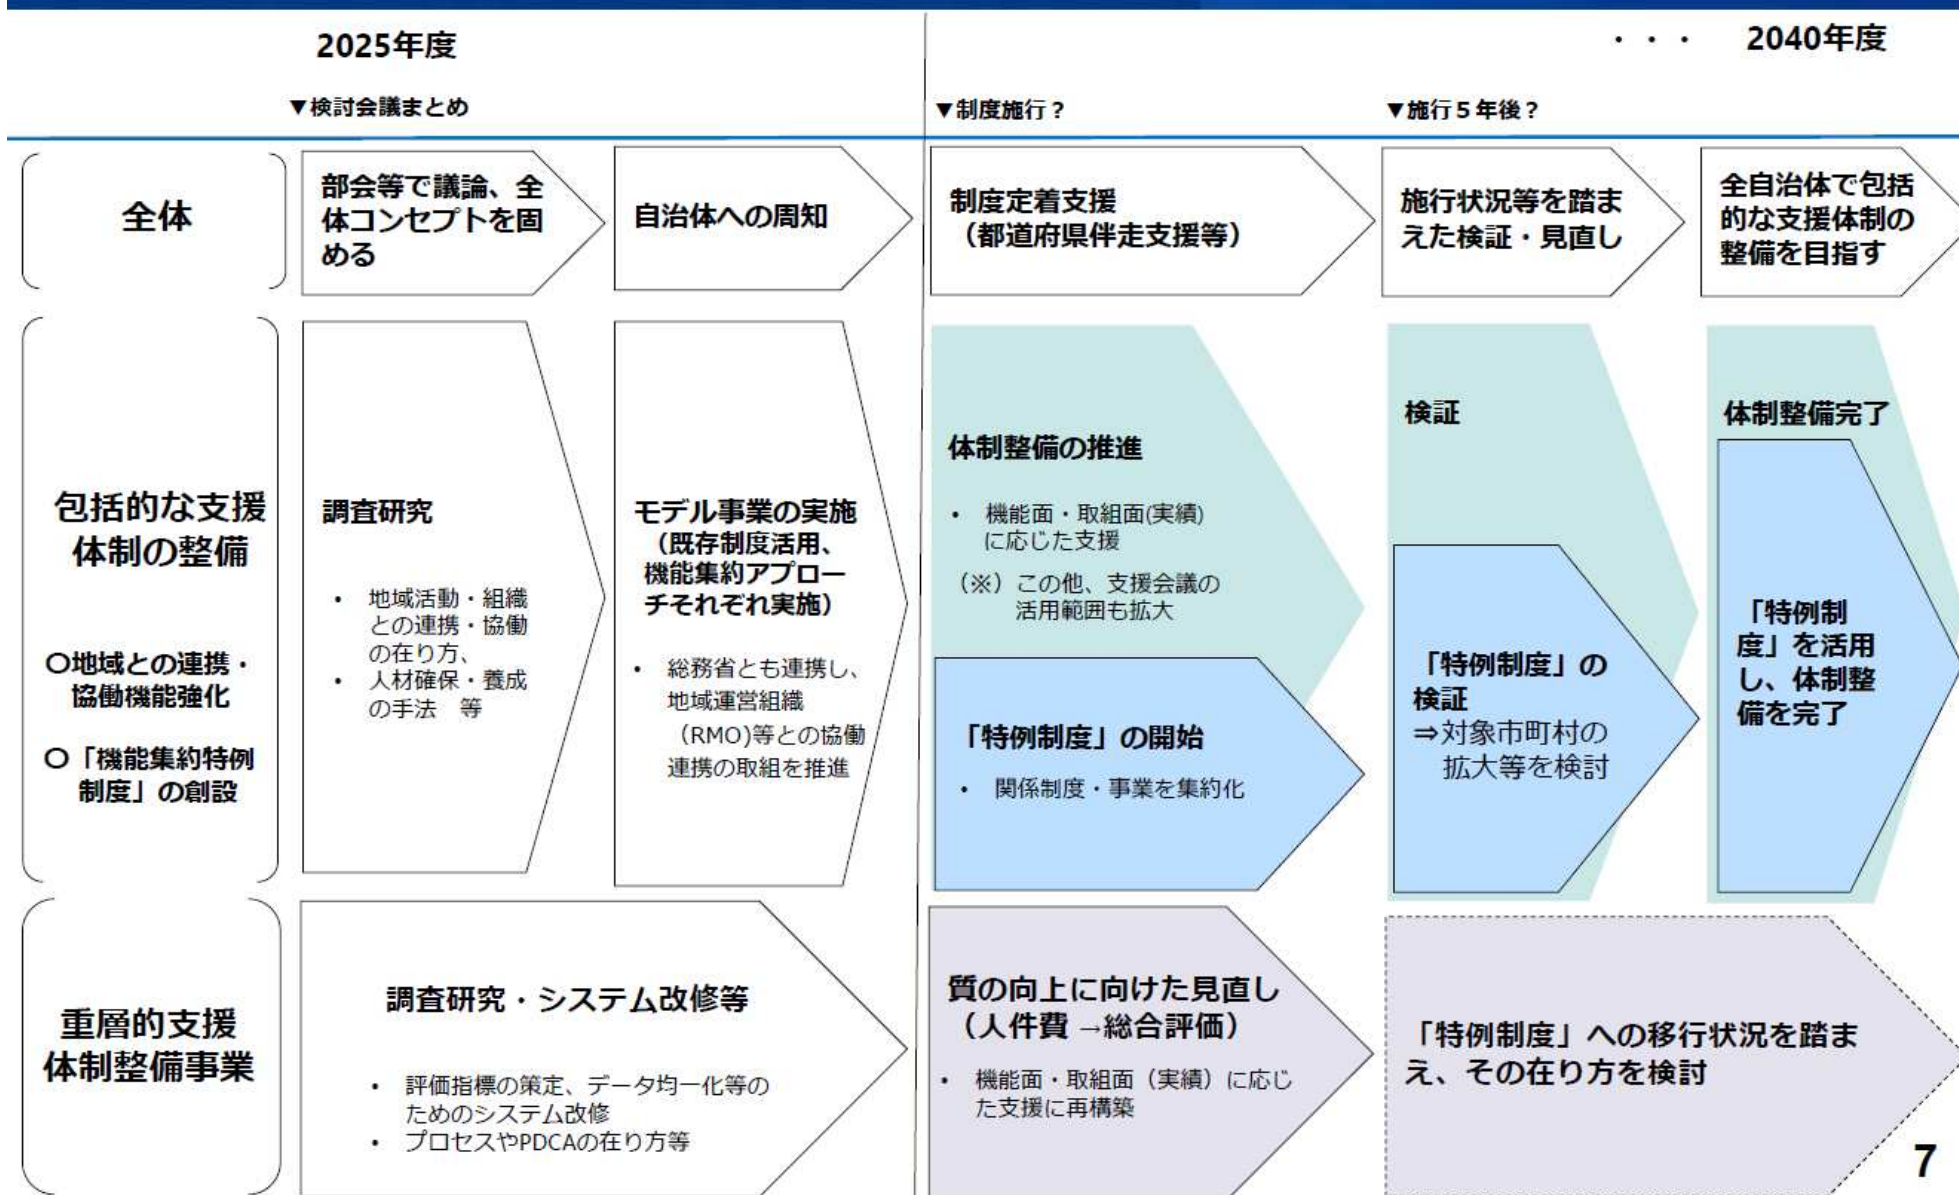 2025年度
・・・ 2040年度
▼検討会議まとめ
▼制度施行？
▼施行５年後？
全体
部会等で議論、全
体コンセプトを固
める
自治体への周知
制度定着支援
（都道府県伴走支援等）
施行状況等を踏ま
えた検証・見直し
全自治体で包括
的な支援体制の
整備を目指す
包括的な支援
体制の整備
〇地域との連携・
協働機能強化
〇「機能集約特例
制度」の創設
調査研究
• 地域活動・組織
との連携・協働
の在り方、
• 人材確保・養成
の手法　等
モデル事業の実施
（既存制度活用、
機能集約アプロー
チそれぞれ実施）
• 総務省とも連携し、
地域運営組織
（RMO)等との協働
連携の取組を推進
体制整備の推進
• 機能面・取組面(実績)
に応じた支援
（※）この他、支援会議の
活用範囲も拡大
「特例制度」の開始
• 関係制度・事業を集約化
検証
「特例制度」の
検証
⇒対象市町村の
拡大等を検討
体制整備完了
「特例制
度」を活用
し、体制整
備を完了
重層的支援
体制整備事業
調査研究・システム改修等
• 評価指標の策定、データ均一化等の
ためのシステム改修
• プロセスやPDCAの在り方等
質の向上に向けた見直し
（人件費→総合評価）
• 機能面・取組面（実績）に応じ
た支援に再構築
「特例制度」への移行状況を踏ま
え、その在り方を検討
7